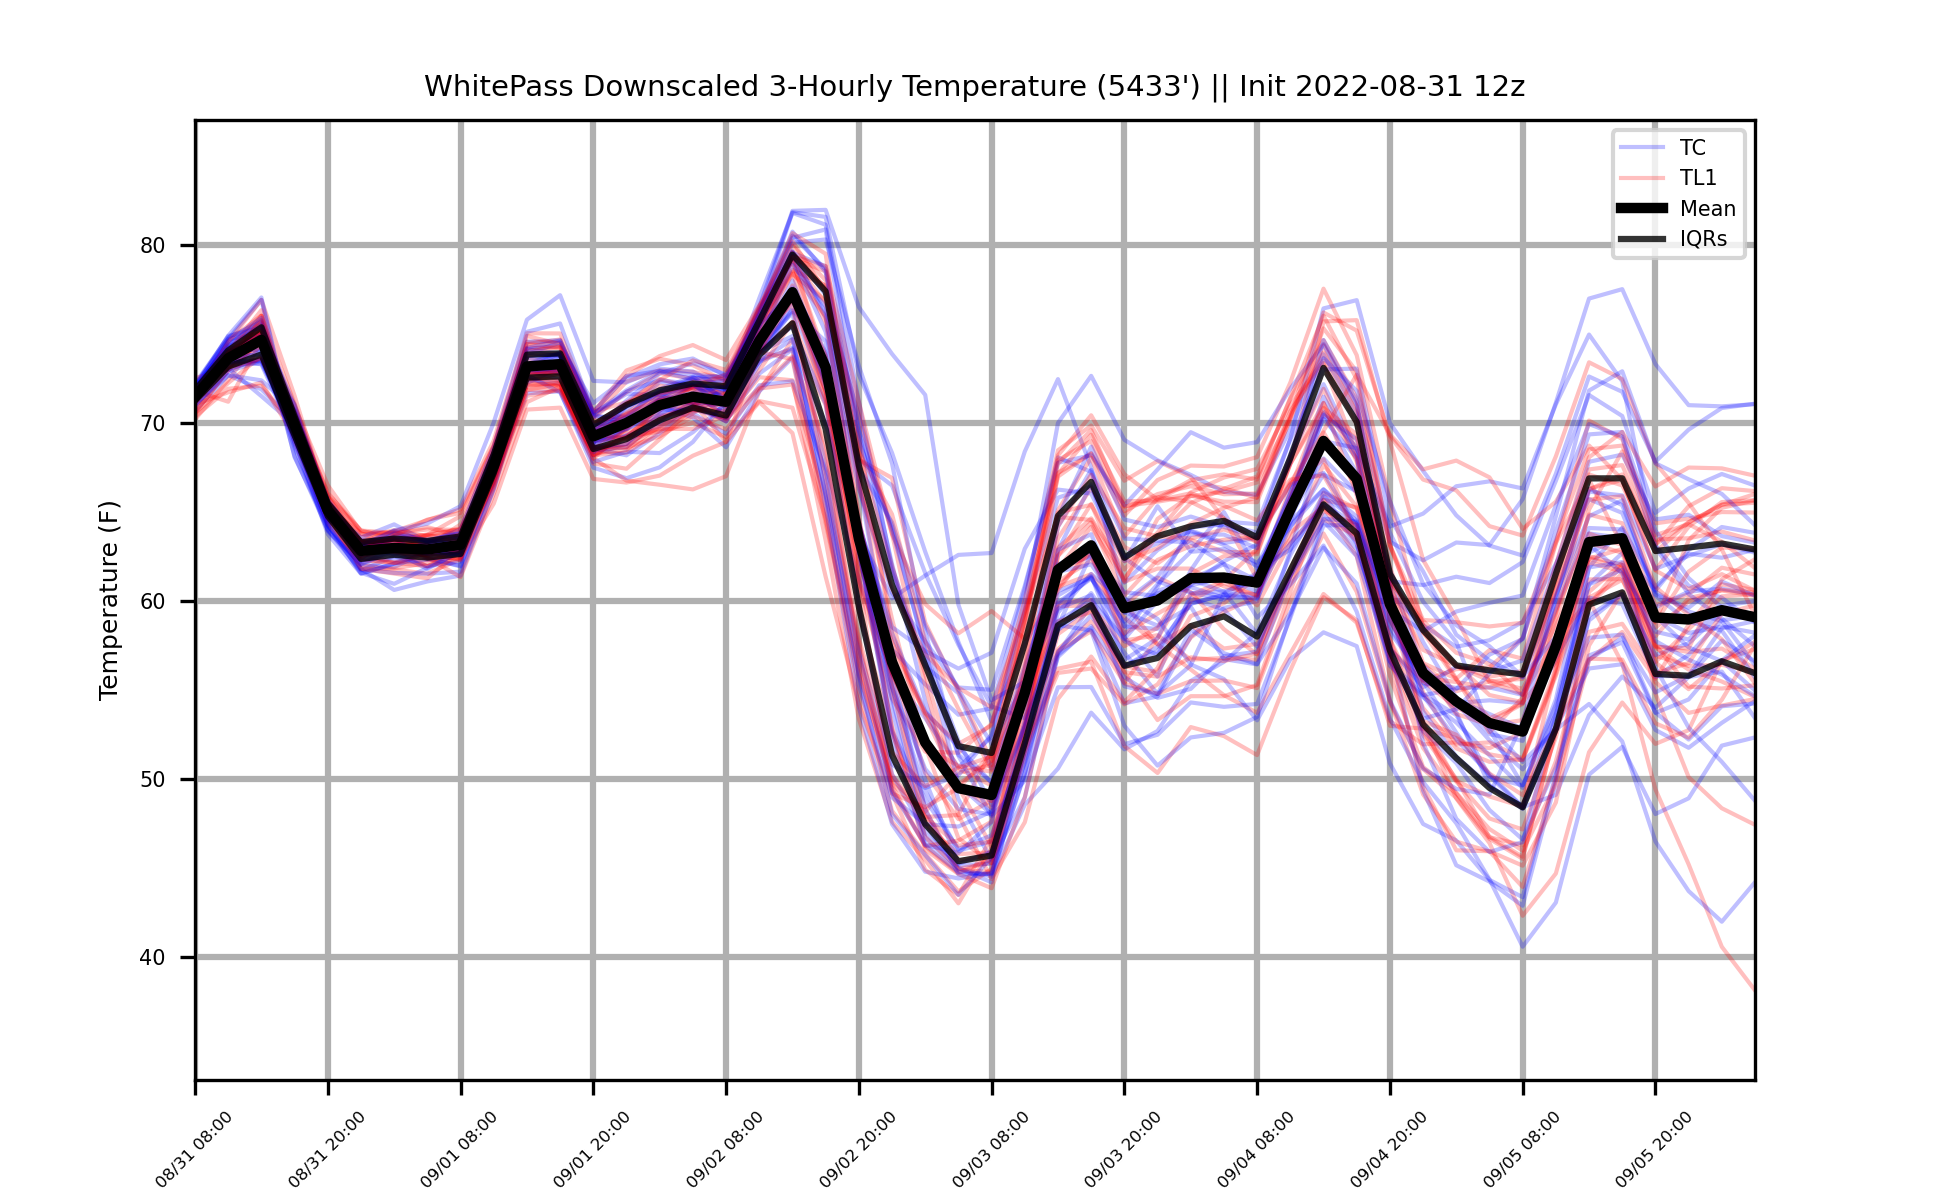 WhitePass Downscaled 3-Hourly Temperature (5433') || Init 2022-08-31 12z
TC
TL1
Mean
IQRs
Temperature (F)
80
70
60
50
40
08/31 08:00
08/31 20:00
09/01 08:00
09/01 20:00
09/02 08:00
09/02 20:00
09/03 08:00
09/03 20:00
09/04 08:00
09/04 20:00
09/05 08:00
09/05 20:00